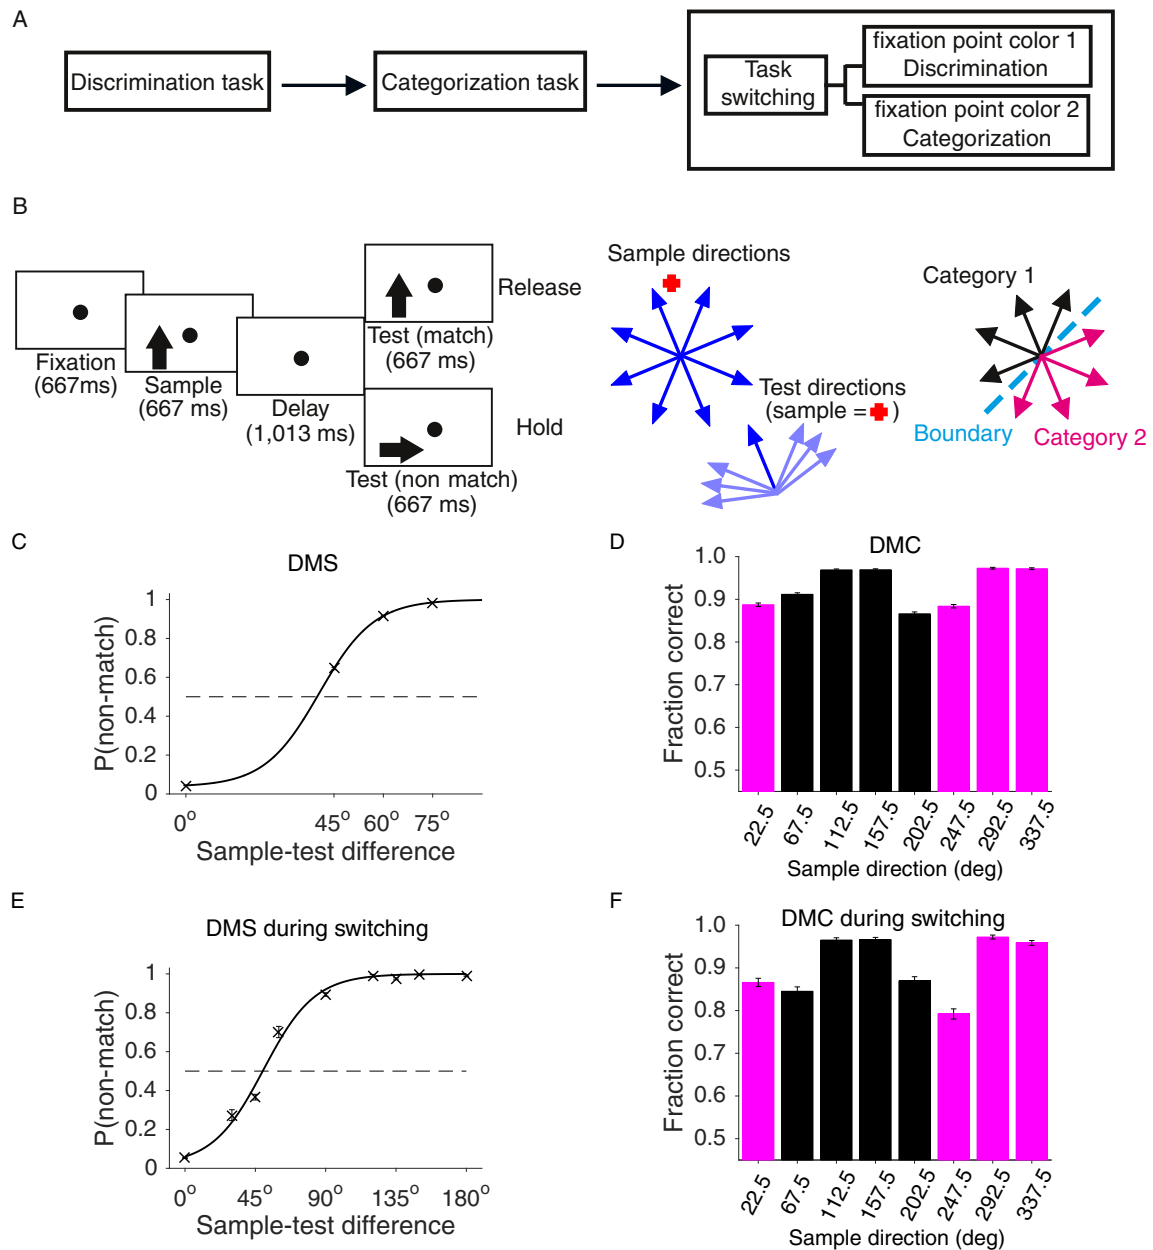 A
Discrimination task
Categorization task
Task
switching
fixation point color 1
Discrimination
fixation point color 2
Categorization
B
Fixation
(667ms)
Sample
(667 ms)
Delay
(1,013 ms)
Test (match)
(667 ms)
Release
Test (non match)
(667 ms)
Hold
Sample directions
Test directions
(sample = )
Category 1
Boundary
Category 2
C
DMS
P(non-match)
1
0.8
0.6
0.4
0.2
0
0° 45° 60° 75°
Sample-test difference
D
DMC
Fraction correct
1.0
0.9
0.8
0.7
0.6
0.5
22.5 67.5 112.5 157.5 202.5 247.5 292.5 337.5
Sample direction (deg)
E
DMS during switching
P(non-match)
1
0.8
0.6
0.4
0.2
0
0° 45° 90° 135° 180°
Sample-test difference
F
DMC during switching
Fraction correct
1.0
0.9
0.8
0.7
0.6
0.5
22.5 67.5 112.5 157.5 202.5 247.5 292.5 337.5
Sample direction (deg)